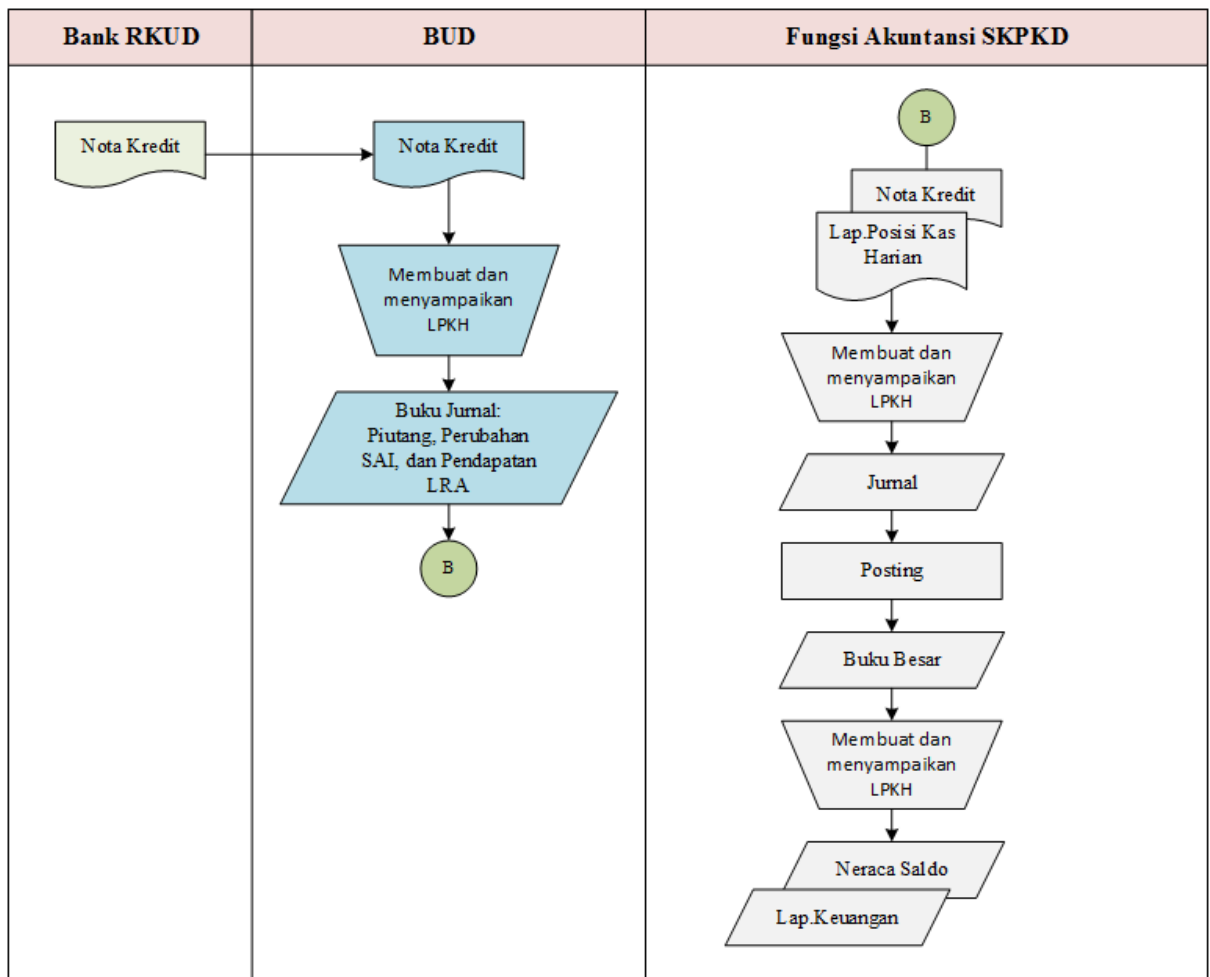 Bank RKUD
BUD
Fungsi Akuntansi SKPKD
Nota Kredit
Nota Kredit
Membuat dan
menyampaikan
LPKH
Buku Jurnal:
Piutang, Perubahan
SAI, dan Pendapatan
LRA
B
B
Nota Kredit
Lap.Posisi Kas
Harian
Membuat dan
menyampaikan
LPKH
Jurnal
Posting
Buku Besar
Membuat dan
menyampaikan
LPKH
Neraca Saldo
Lap.Keuangan